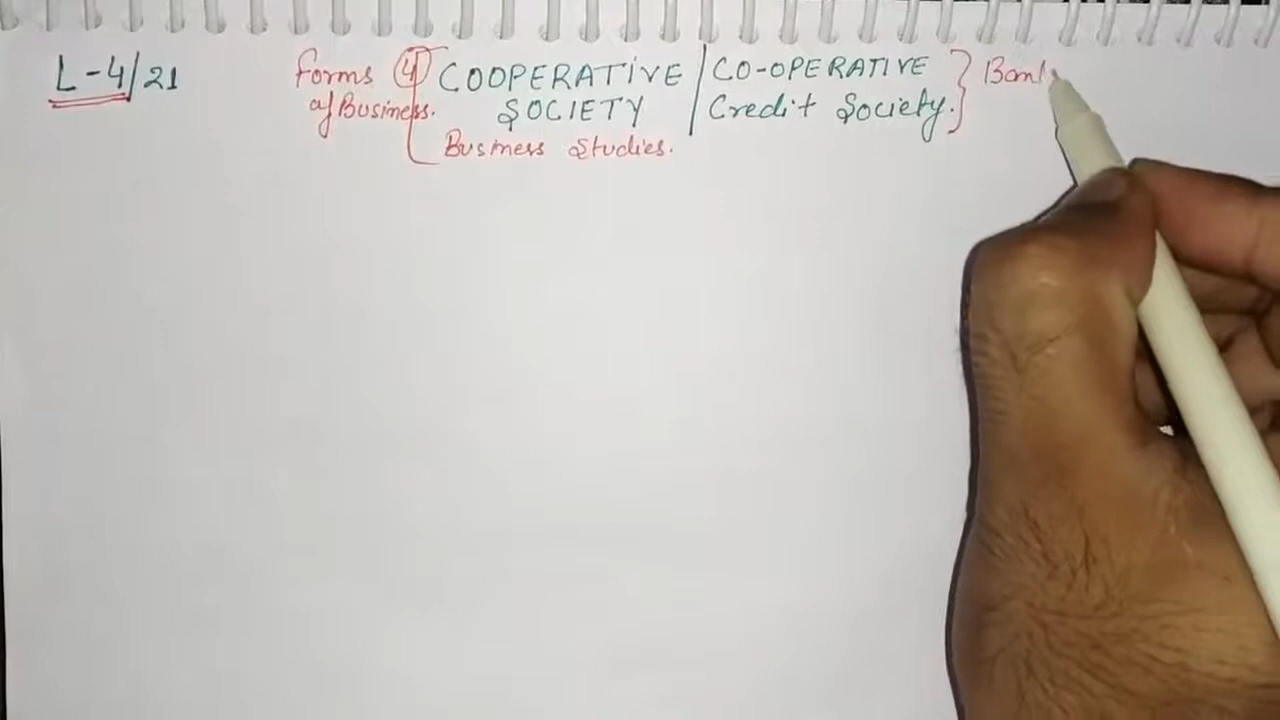 L-4/21
Forms of Business.
4 COOPERATIVE SOCIETY
Business Studies.
CO-OPERATIVE
Credit Society.